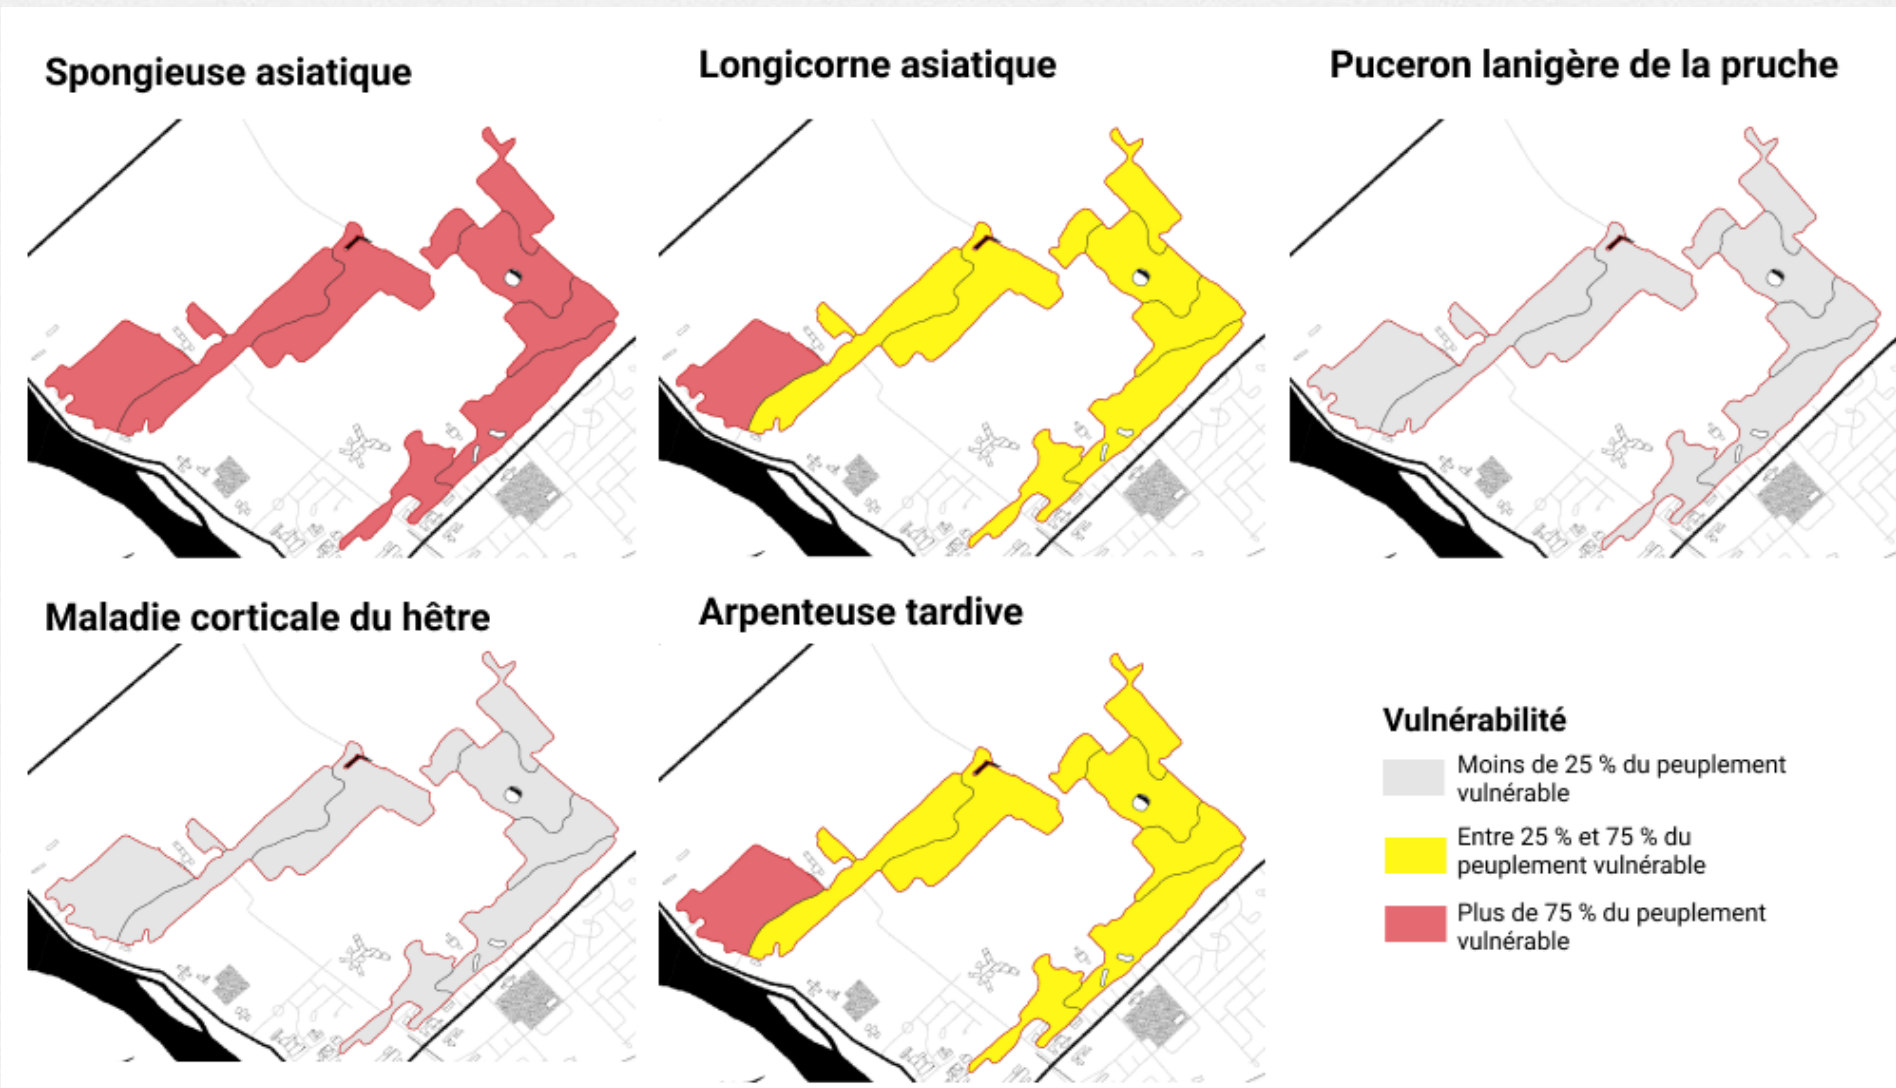 Spongieuse asiatique
Longicorne asiatique
Puceron lanigère de la pruche
Maladie corticale du hêtre
Arpenteuse tardive
Vulnérabilité
Moins de 25 % du peuplement
vulnérable
Entre 25 % et 75 % du
peuplement vulnérable
Plus de 75 % du peuplement
vulnérable